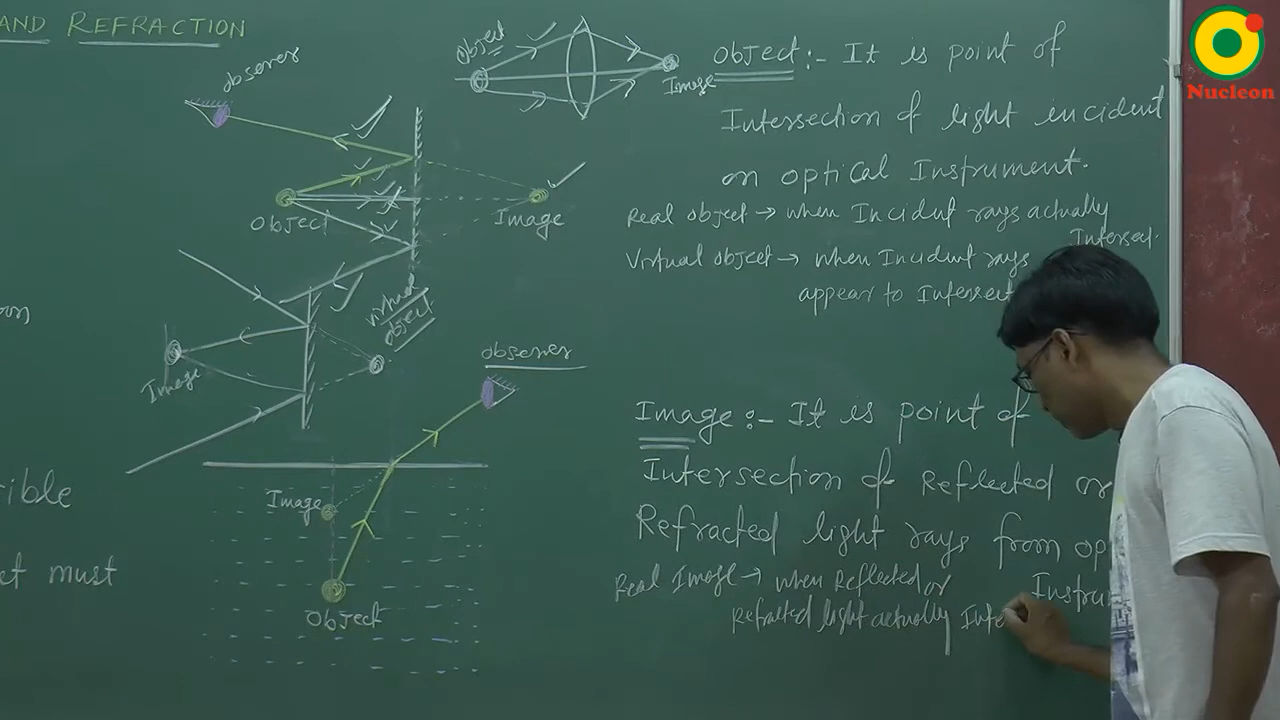 AND REFRACTION
observer
Object
Image
Object
Image
virtual
object
Image
observer
Image
Object
on
ible
ct must
Object:- It is point of
Intersection of light incident
on optical Instrument.
Real object → when Incident rays actually
Intersect.
Virtual object → when Incident rays
appear to Intersect
Image:- It is point of
Intersection of Reflected or
Refracted light rays from op
Instru
Real Image → when Reflected or
Refracted light actually Inte
Nucleon